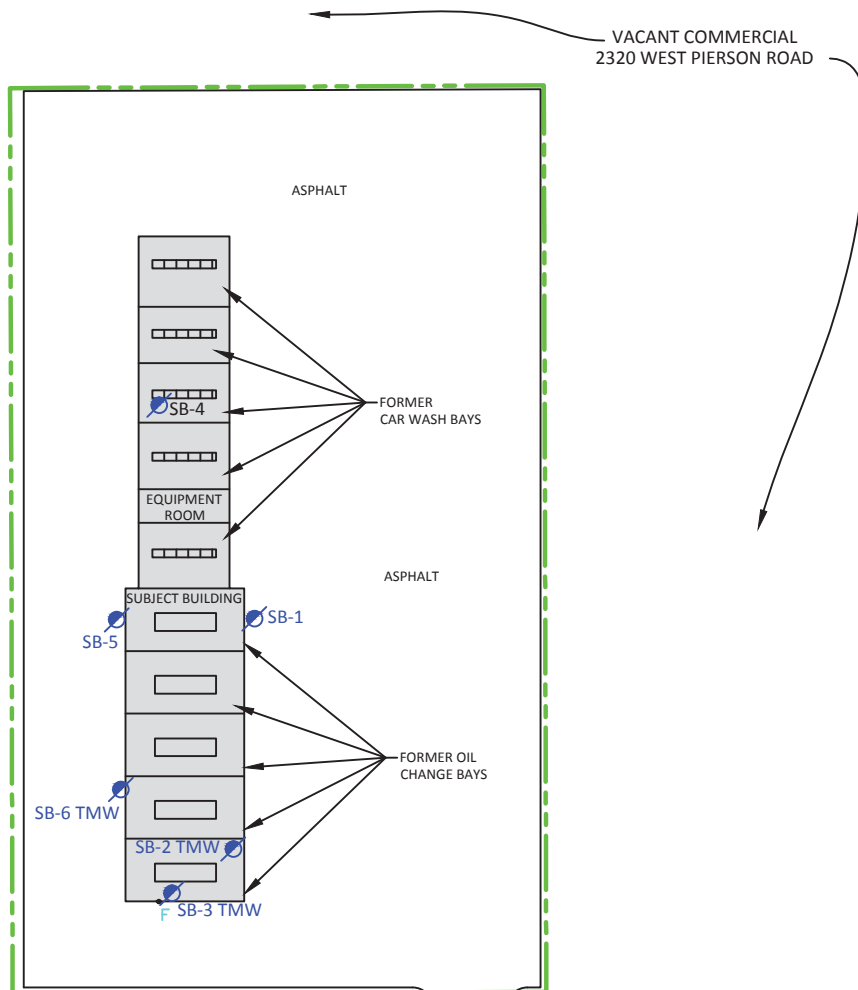 VACANT COMMERCIAL
2320 WEST PIERSON ROAD
ASPHALT
SB-4
FORMER
CAR WASH BAYS
EQUIPMENT
ROOM
ASPHALT
SUBJECT BUILDING
SB-1
SB-5
FORMER OIL
CHANGE BAYS
SB-6 TMW
SB-2 TMW
SB-3 TMW
F